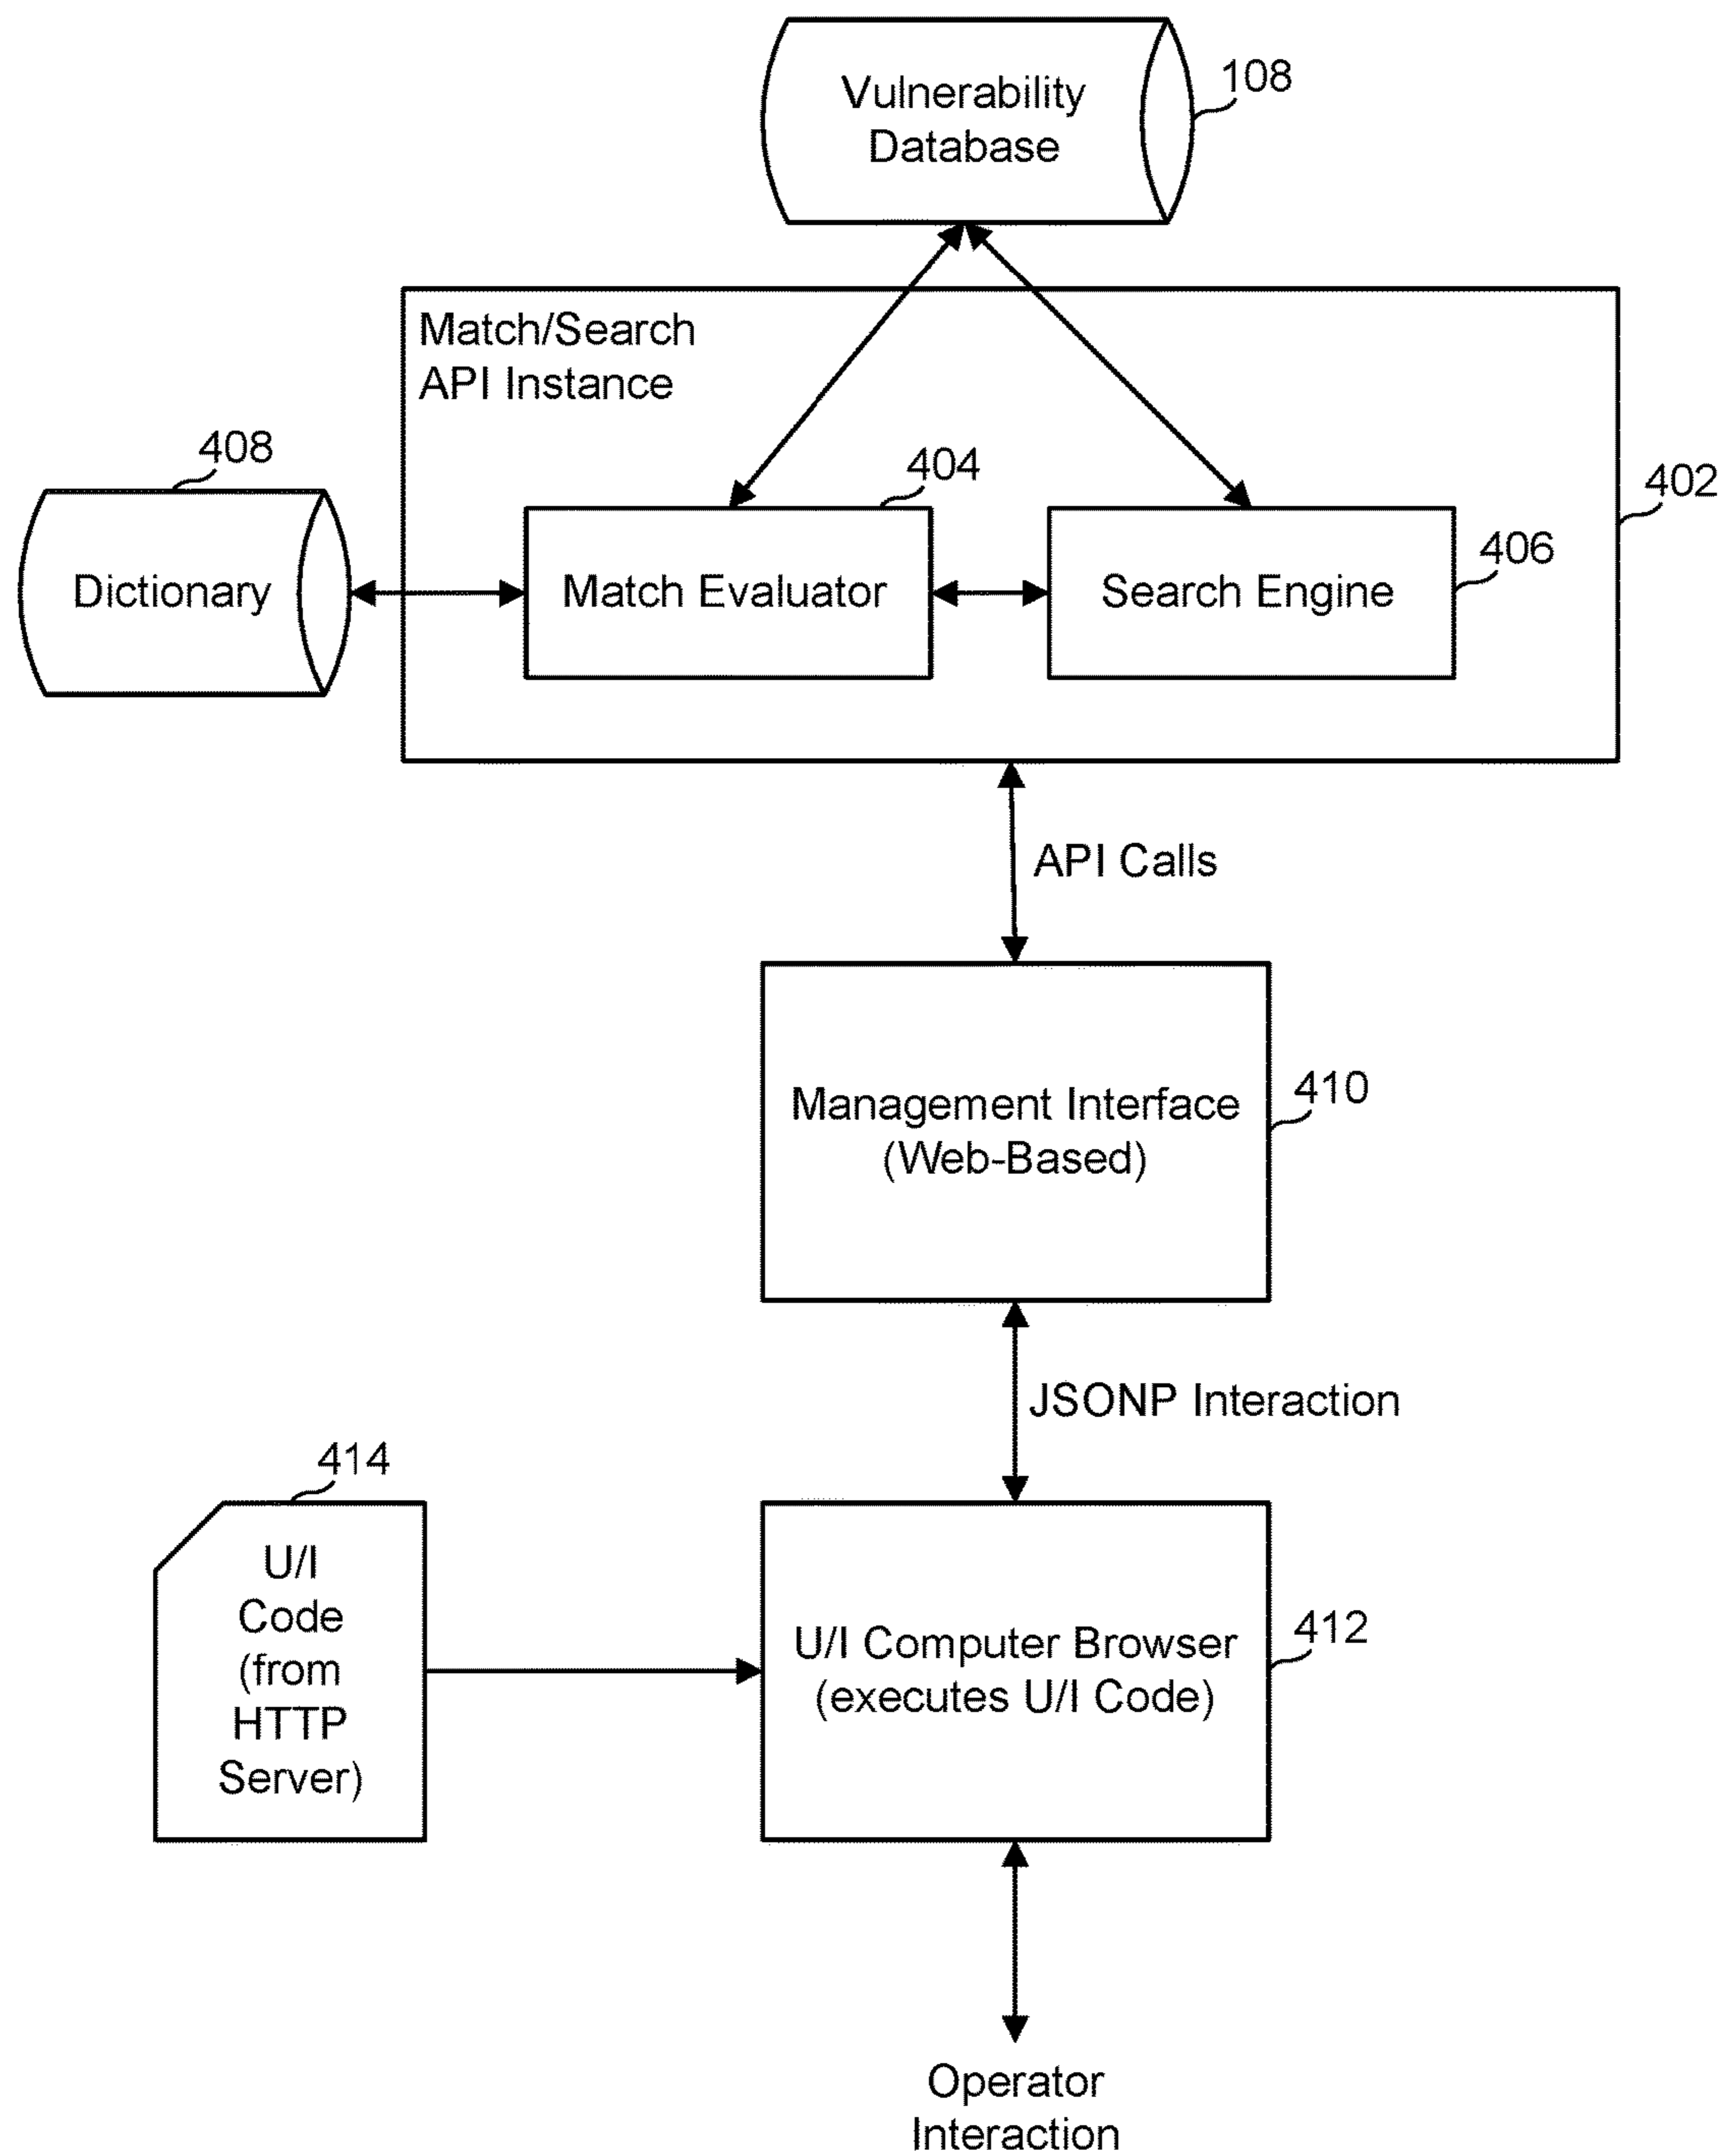 Vulnerability
Database
108
Match/Search
API Instance
408
404
402
Dictionary
Match Evaluator
Search Engine
406
API Calls
Management Interface
(Web-Based)
410
JSONP Interaction
414
U/I
Code
(from
HTTP
Server)
U/I Computer Browser
(executes U/I Code)
412
Operator
Interaction